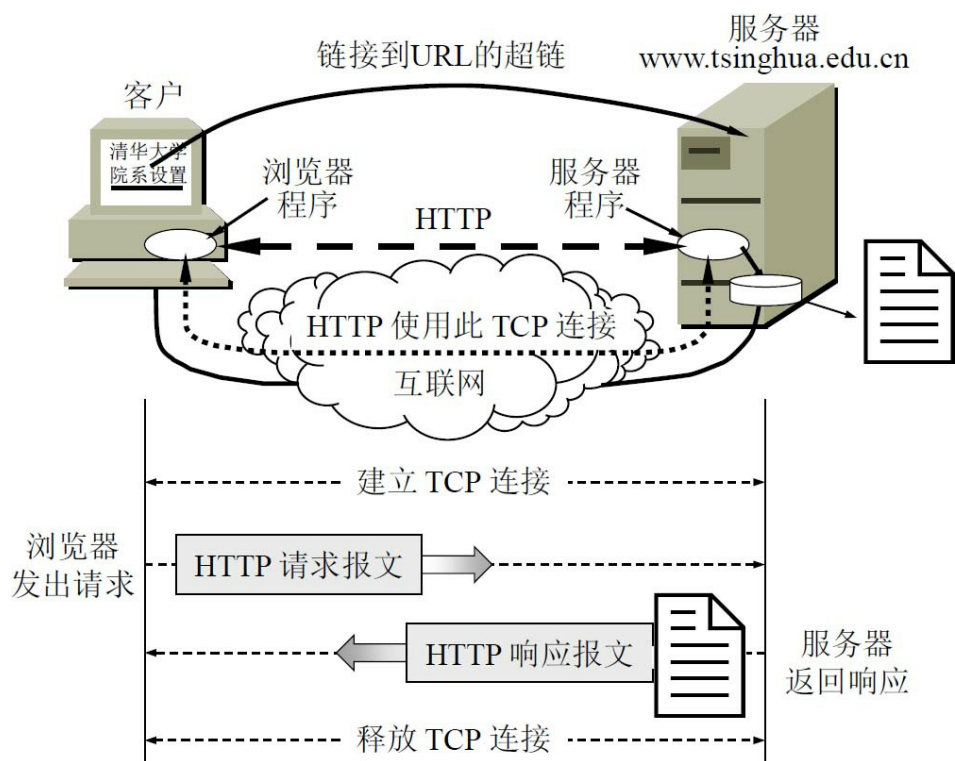 服务器
www.tsinghua.edu.cn
链接到URL的超链
客户
清华大学
院系设置
浏览器
程序
服务器
程序
HTTP
HTTP 使用此 TCP 连接
互联网
建立 TCP 连接
浏览器
发出请求
HTTP 请求报文
HTTP 响应报文
服务器
返回响应
释放 TCP 连接